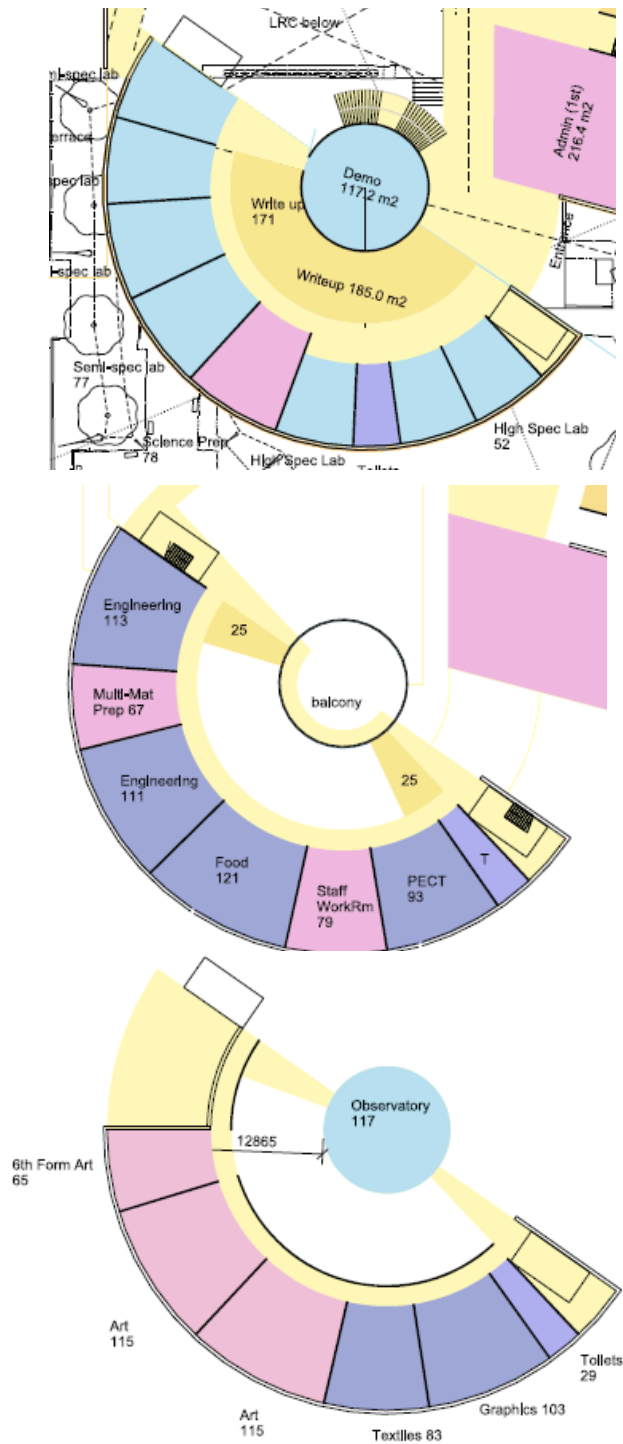 LRC below
mi-spec lab
Admin (1st)
216.4 m2
Demo
117.2 m2
errace
spec lab
Write up
171
Entrance
Writeup 185.0 m2
-spec lab
Semi-spec lab
77
Science Prep
78
High Spec Lab
High Spec Lab
52
Toilets
Engineering
113
25
Multi-Mat
Prep 67
balcony
Engineering
111
25
Food
121
Staff
WorkRm
79
PECT
93
T
Observatory
117
12865
6th Form Art
65
Art
115
Art
115
Textiles 83
Graphics 103
Toilets
29